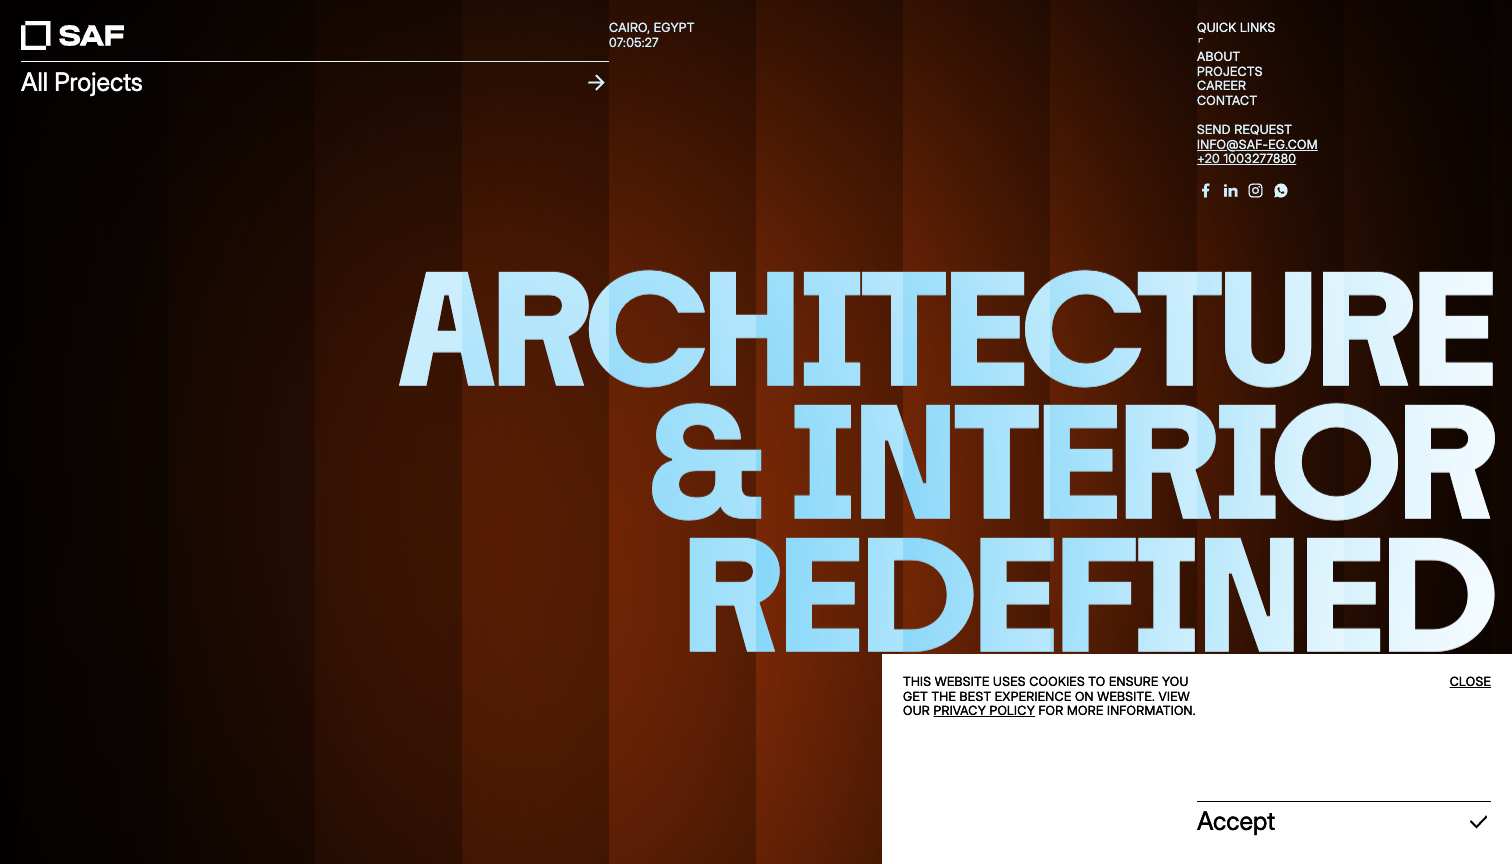 SAF
All Projects
CAIRO, EGYPT
07:05:27
QUICK LINKS
ABOUT
PROJECTS
CAREER
CONTACT
SEND REQUEST
INFO@SAF-EG.COM
+20 1003277880
ARCHITECTURE
& INTERIOR
REDEFINED
THIS WEBSITE USES COOKIES TO ENSURE YOU
GET THE BEST EXPERIENCE ON WEBSITE. VIEW
OUR PRIVACY POLICY FOR MORE INFORMATION.
CLOSE
Accept